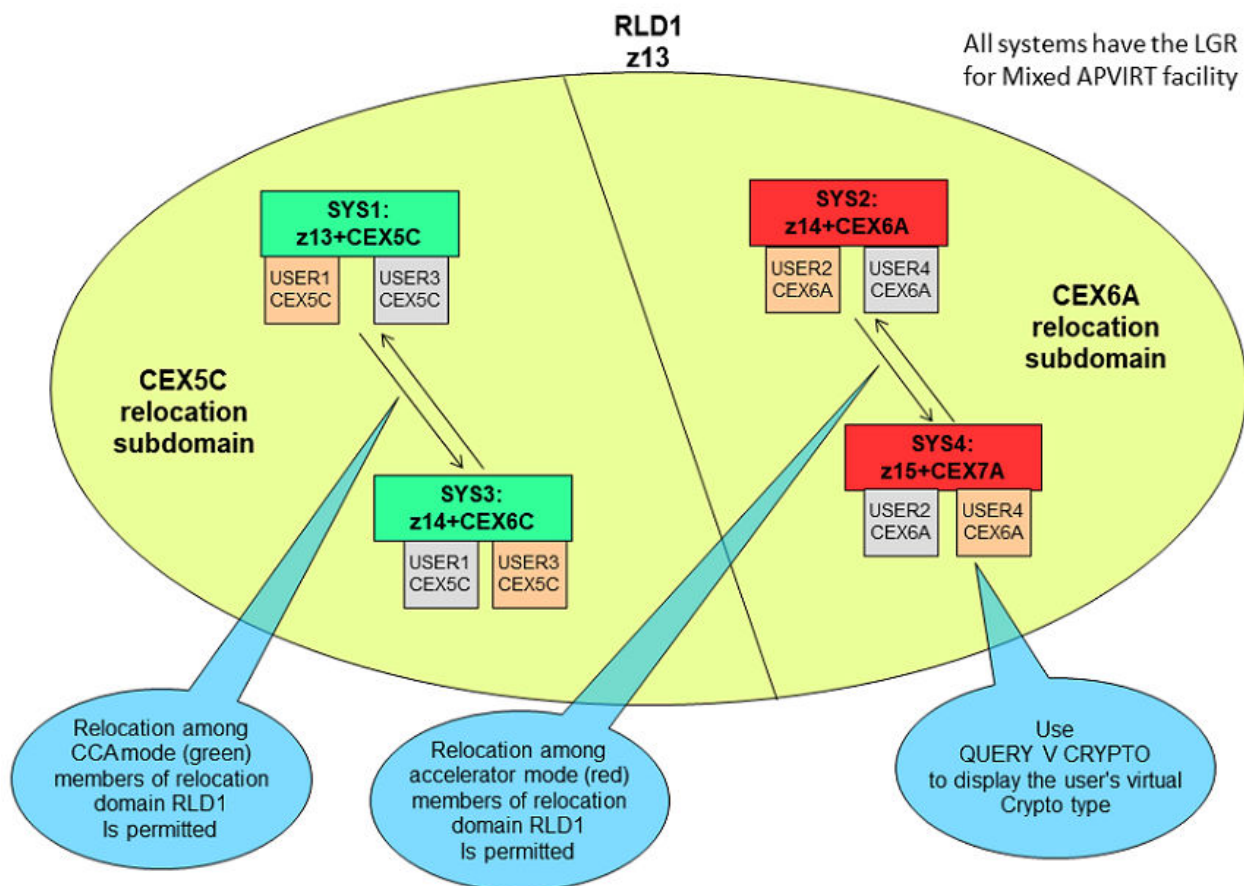 RLD1
z13
All systems have the LGR
for Mixed APVIRT facility
SYS1:
z13+CEX5C
USER1
CEX5C
USER3
CEX5C
SYS2:
z14+CEX6A
USER2
CEX6A
USER4
CEX6A
CEX5C
relocation
subdomain
CEX6A
relocation
subdomain
SYS3:
z14+CEX6C
USER1
CEX5C
USER3
CEX5C
SYS4:
z15+CEX7A
USER2
CEX6A
USER4
CEX6A
Relocation among
CCA mode (green)
members of relocation
domain RLD1
Is permitted
Relocation among
accelerator mode (red)
members of relocation
domain RLD1
Is permitted
Use
QUERY V CRYPTO
to display the user's virtual
Crypto type